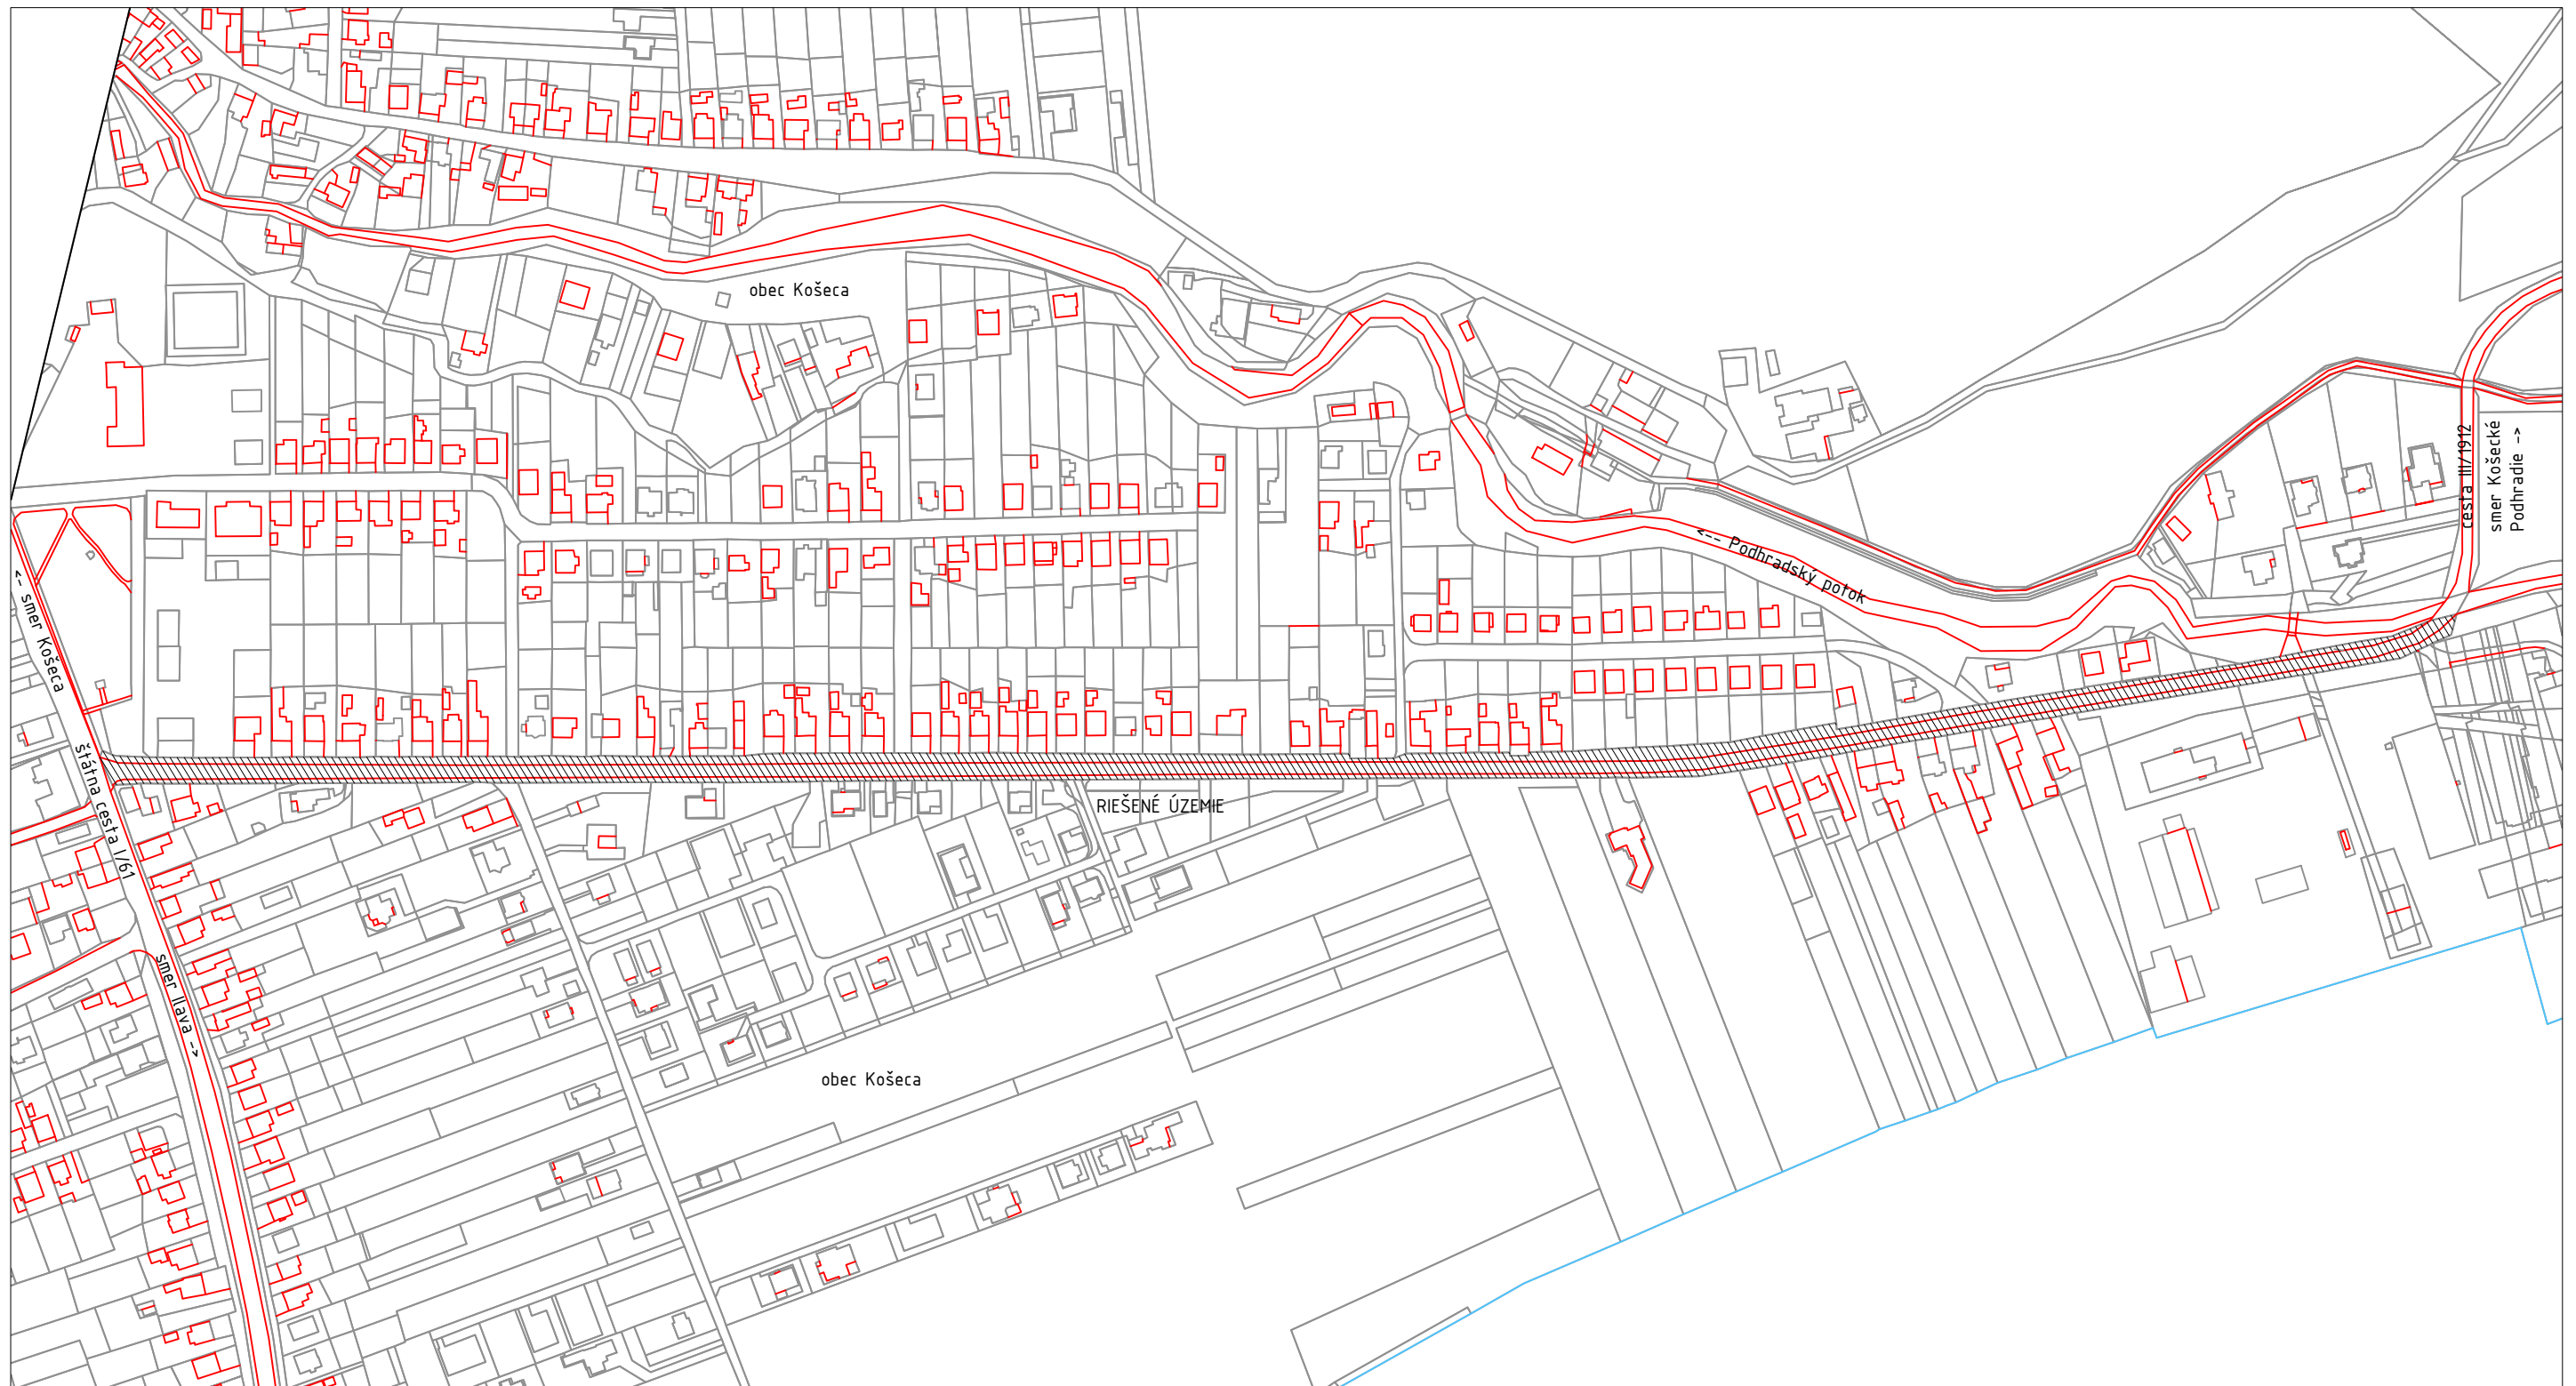 obec Košeca
cesta III/1912
smer Košecké
Podhradie ->
<-- Podhradský potok
<-- smer Košeca
štátna cesta I/61
RIEŠENÉ ÚZEMIE
smer Ilava -->
obec Košeca